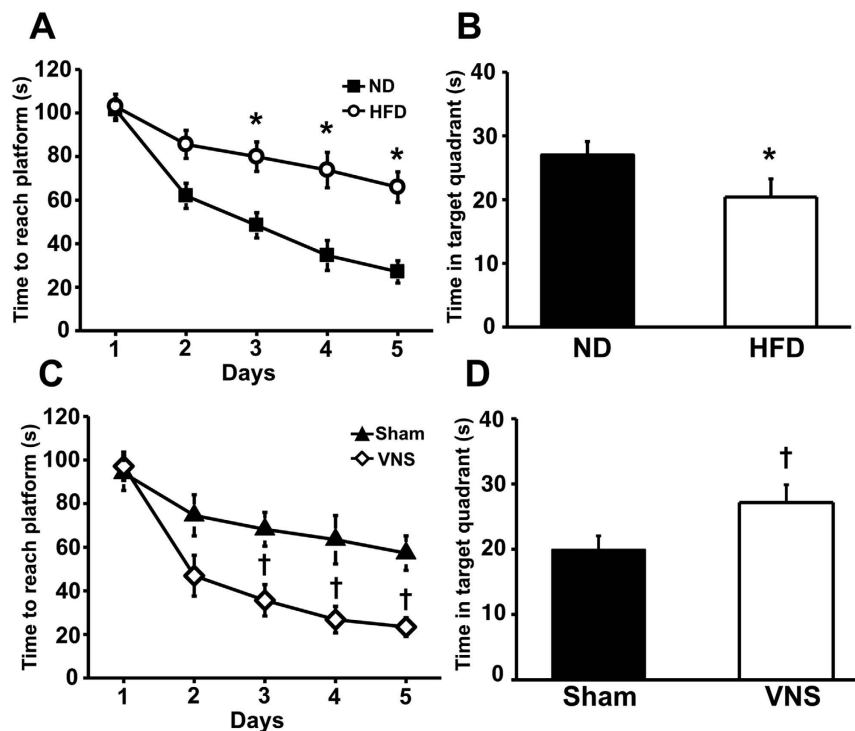 A
Time to reach platform (s)
120
100
80
60
40
20
0
ND
HFD
*
*
*
1 2 3 4 5
Days
B
Time in target quadrant (s)
40
30
20
10
0
*
ND HFD
C
Time to reach platform (s)
120
100
80
60
40
20
0
Sham
VNS
†
†
†
1 2 3 4 5
Days
D
Time in target quadrant (s)
40
30
20
10
0
†
Sham VNS